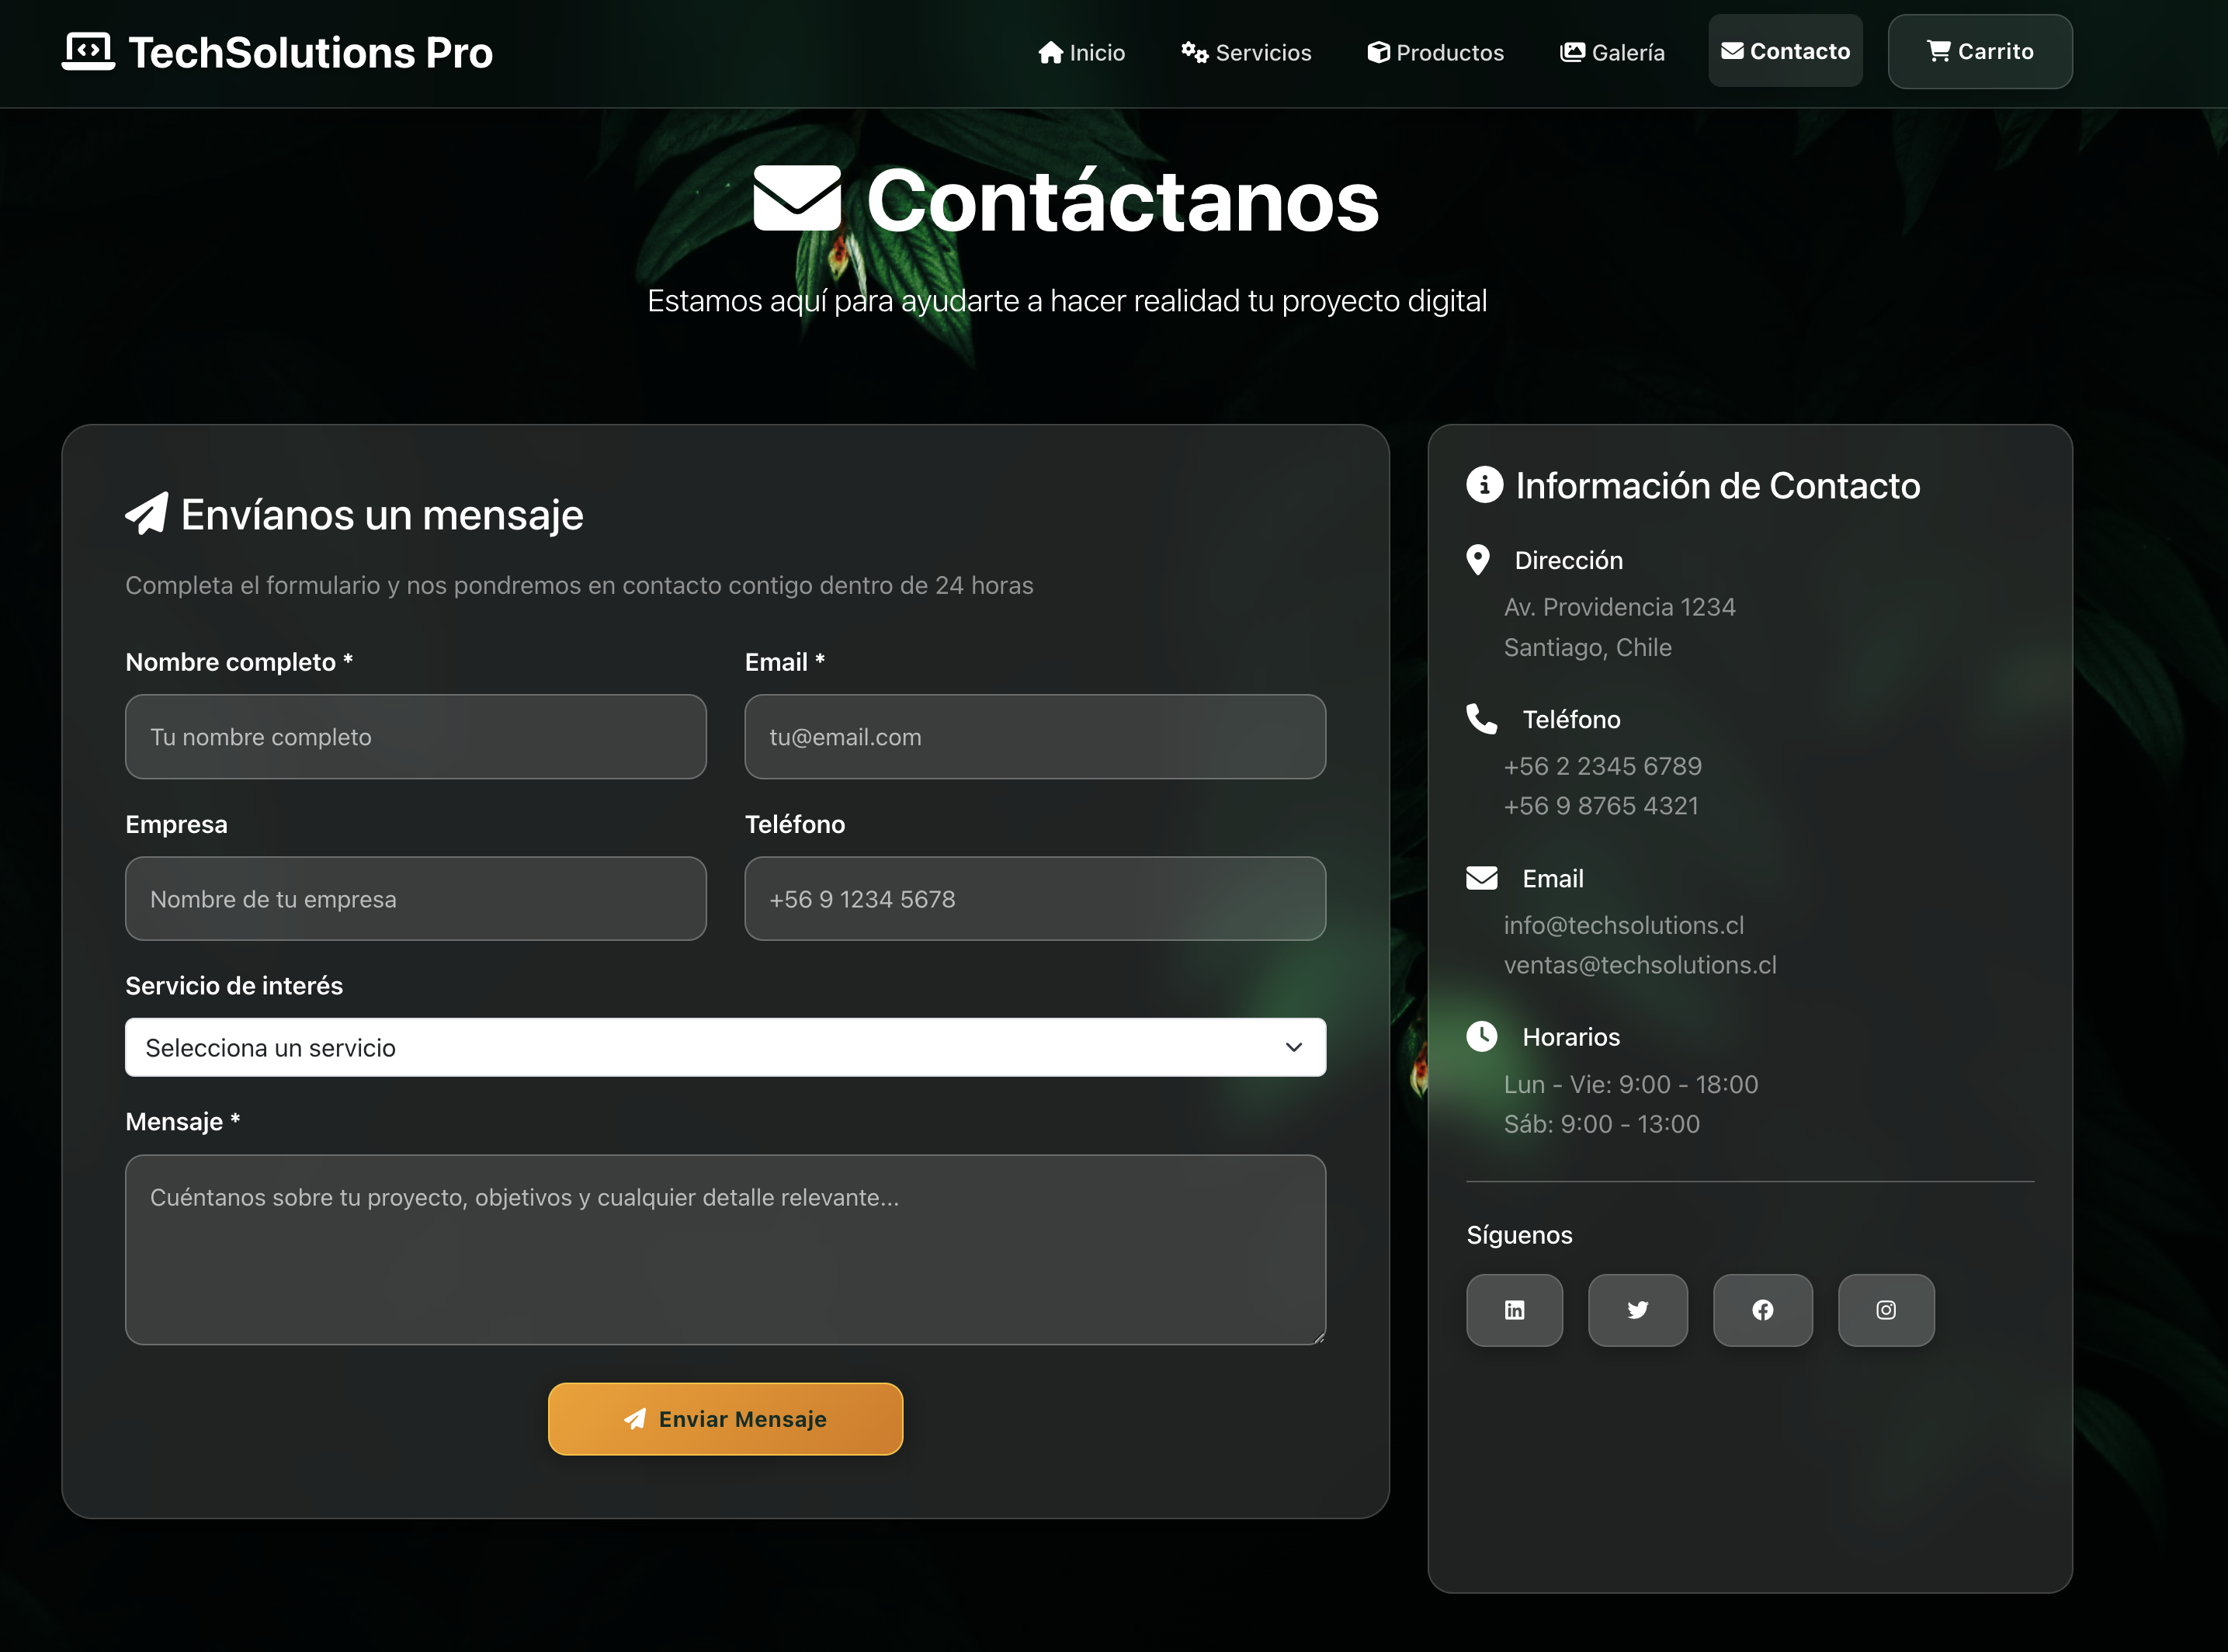 TechSolutions Pro
Inicio
Servicios
Productos
Galería
Contacto
Carrito
Contáctanos
Estamos aquí para ayudarte a hacer realidad tu proyecto digital
Envíanos un mensaje
Completa el formulario y nos pondremos en contacto contigo dentro de 24 horas
Nombre completo *
Tu nombre completo
Email *
tu@email.com
Empresa
Nombre de tu empresa
Teléfono
+56 9 1234 5678
Servicio de interés
Selecciona un servicio
Mensaje *
Cuéntanos sobre tu proyecto, objetivos y cualquier detalle relevante...
Enviar Mensaje
Información de Contacto
Dirección
Av. Providencia 1234
Santiago, Chile
Teléfono
+56 2 2345 6789
+56 9 8765 4321
Email
info@techsolutions.cl
ventas@techsolutions.cl
Horarios
Lun - Vie: 9:00 - 18:00
Sáb: 9:00 - 13:00
Síguenos